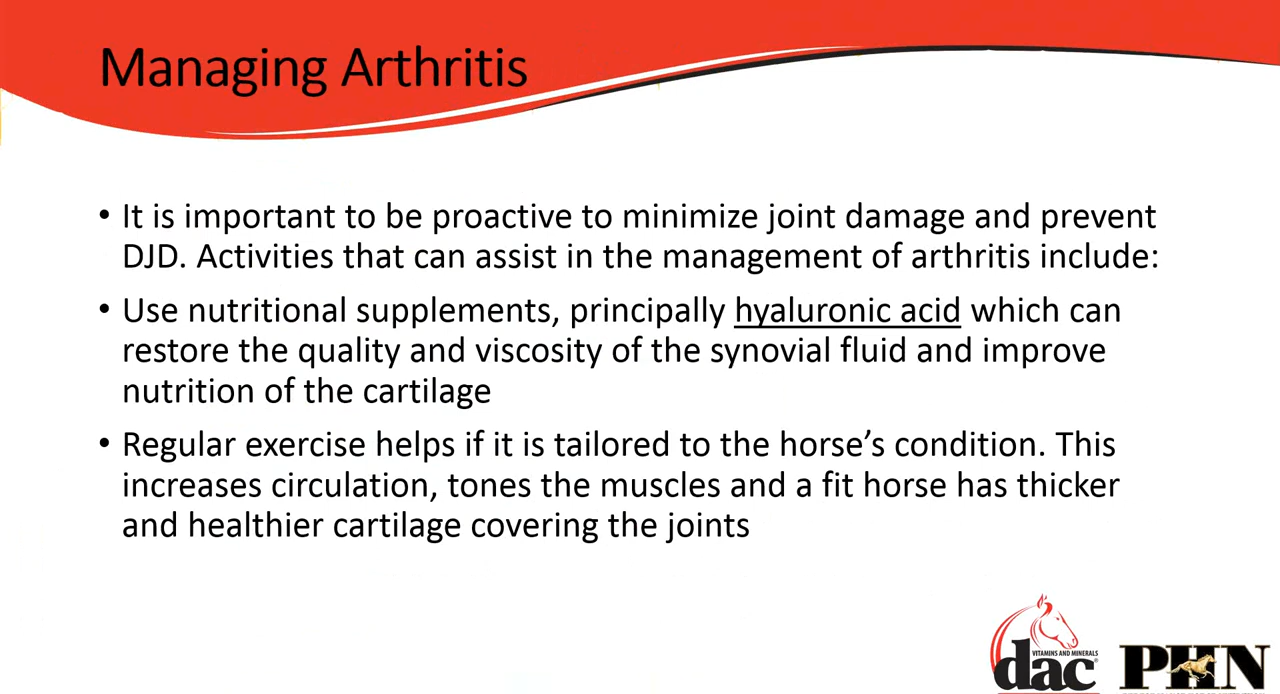 Managing Arthritis
• It is important to be proactive to minimize joint damage and prevent
DJD. Activities that can assist in the management of arthritis include:
• Use nutritional supplements, principally hyaluronic acid which can
restore the quality and viscosity of the synovial fluid and improve
nutrition of the cartilage
• Regular exercise helps if it is tailored to the horse’s condition. This
increases circulation, tones the muscles and a fit horse has thicker
and healthier cartilage covering the joints
VITAMINS AND MINERALS
dac®
PHN